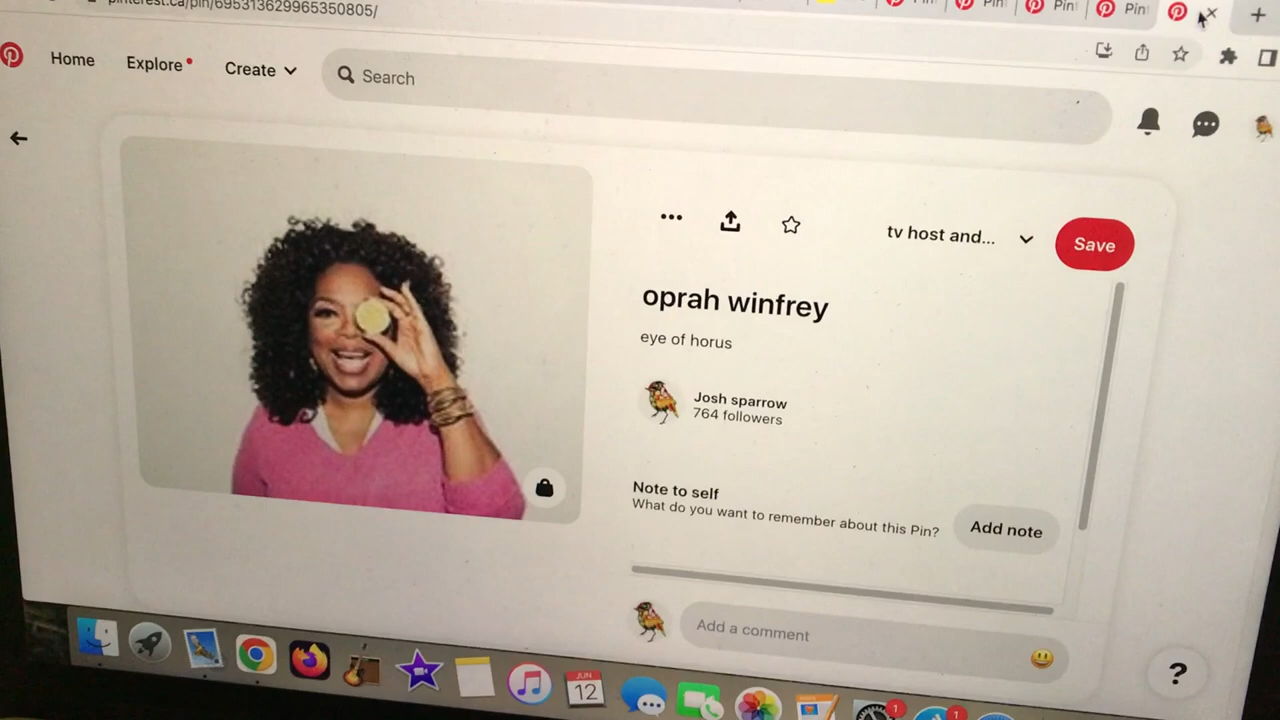 pinterest.ca/pin/695313629965350805/
Pin
Pin
Pin
Pin
Home
Explore
Create
Search
tv host and...
Save
oprah winfrey
eye of horus
Josh sparrow
764 followers
Note to self
What do you want to remember about this Pin?
Add note
Add a comment
?
JUN
12
1
1